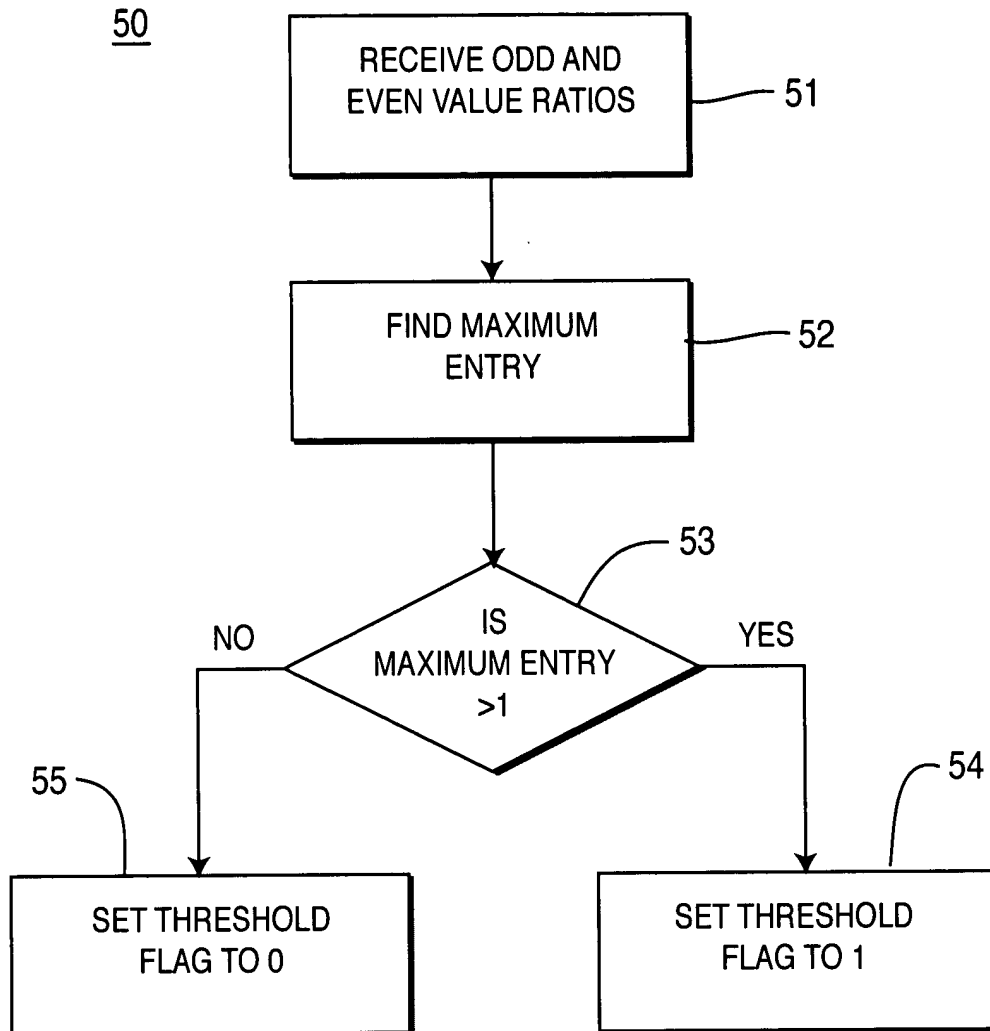 50
RECEIVE ODD AND
EVEN VALUE RATIOS
51
FIND MAXIMUM
ENTRY
52
53
IS
MAXIMUM ENTRY
>1
NO
YES
55
54
SET THRESHOLD
FLAG TO 0
SET THRESHOLD
FLAG TO 1